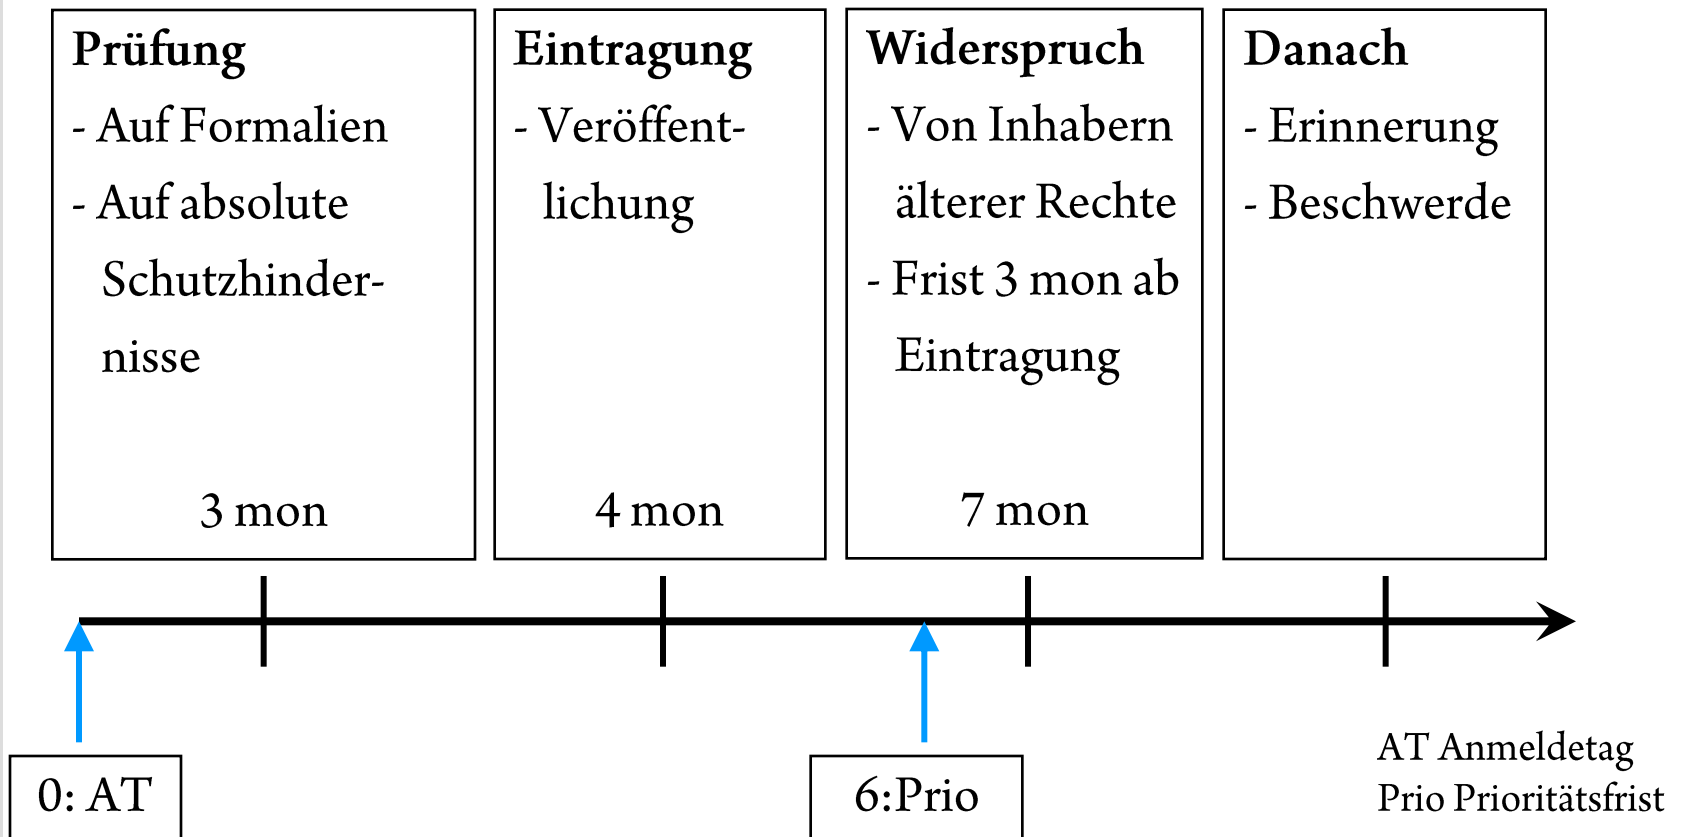 Prüfung
- Auf Formalien
- Auf absolute
Schutzhinder-
nisse
3 mon
Eintragung
- Veröffent-
lichung
4 mon
Widerspruch
- Von Inhabern
älterer Rechte
- Frist 3 mon ab
Eintragung
7 mon
Danach
- Erinnerung
- Beschwerde
0: AT
6:Prio
AT Anmeldetag
Prio Prioritätsfrist